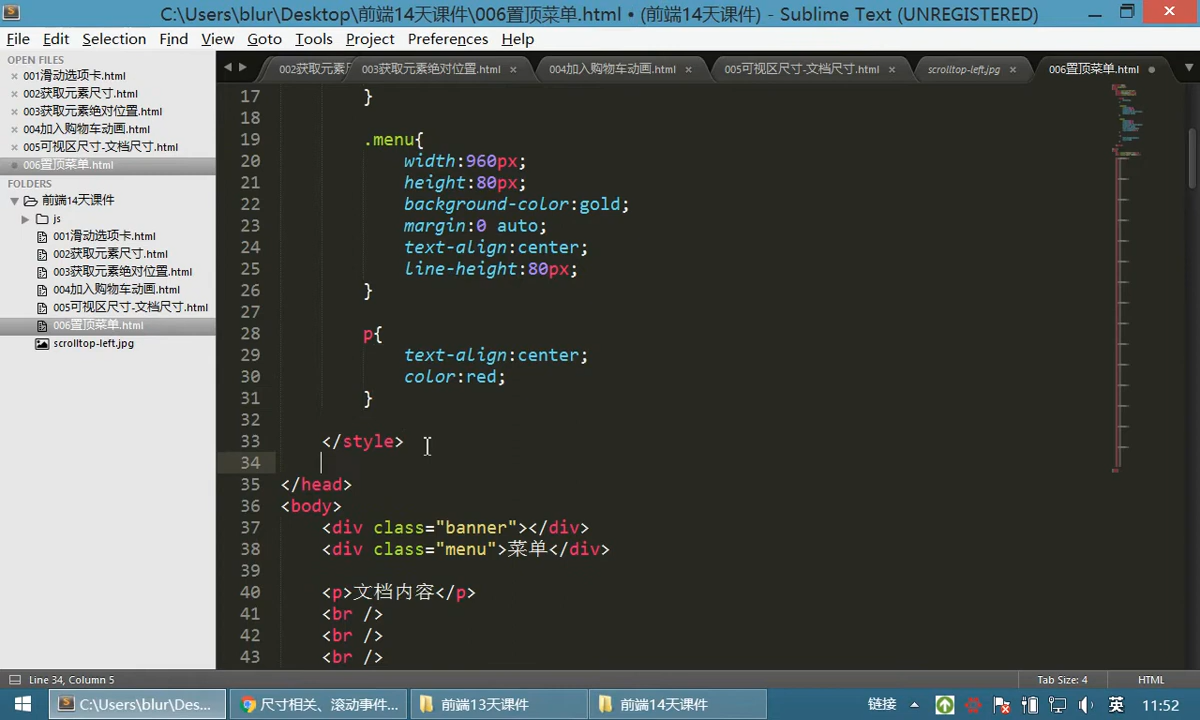 C:\Users\blur\Desktop\前端14天课件\006置顶菜单.html • (前端14天课件) - Sublime Text (UNREGISTERED)
File Edit Selection Find View Goto Tools Project Preferences Help
OPEN FILES
001滑动选项卡.html
002获取元素尺寸.html
003获取元素绝对位置.html
004加入购物车动画.html
005可视区尺寸-文档尺寸.html
006置顶菜单.html
FOLDERS
前端14天课件
js
001滑动选项卡.html
002获取元素尺寸.html
003获取元素绝对位置.html
004加入购物车动画.html
005可视区尺寸-文档尺寸.html
006置顶菜单.html
scrolltop-left.jpg
002获取元素 003获取元素绝对位置.html 004加入购物车动画.html 005可视区尺寸-文档尺寸.html scrolltop-left.jpg 006置顶菜单.html
17 }
18
19 .menu{
20 width:960px;
21 height:80px;
22 background-color:gold;
23 margin:0 auto;
24 text-align:center;
25 line-height:80px;
26 }
27
28 p{
29 text-align:center;
30 color:red;
31 }
32
33 </style>
34
35 </head>
36 <body>
37 <div class="banner"></div>
38 <div class="menu">菜单</div>
39
40 <p>文档内容</p>
41 <br />
42 <br />
43 <br />
Line 34, Column 5 Tab Size: 4 HTML
C:\Users\blur\Des... 尺寸相关、滚动事件... 前端13天课件 前端14天课件 链接 英 11:52